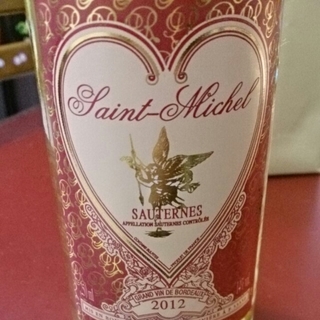 Saint-Michel
SAUTERNES
APPELLATION SAUTERNES CONTRÔLÉE
GRAND VIN DE BORDEAUX
2012